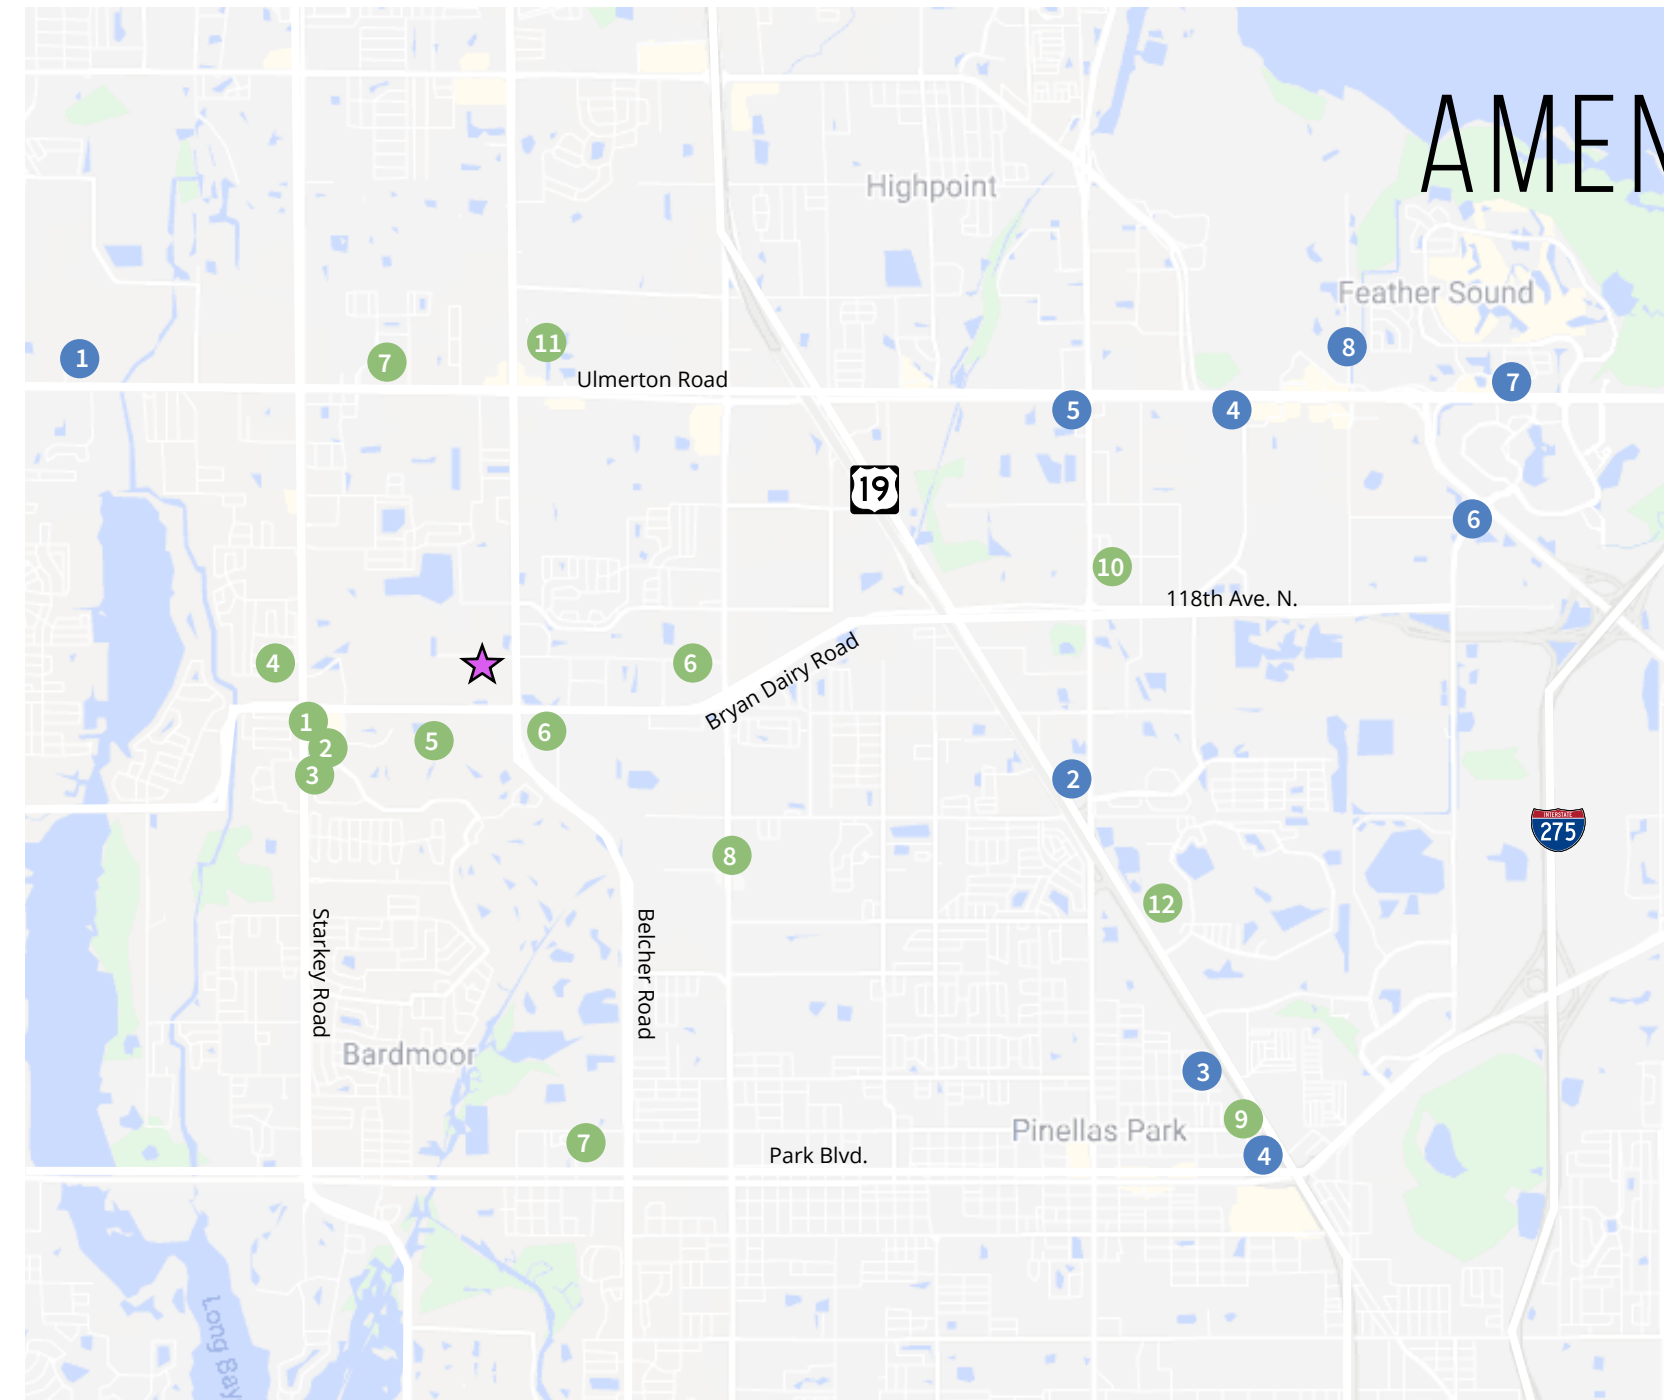 AMEN
Highpoint
Feather Sound
11
8
1
7
7
Ulmerton Road
5
4
19
6
10
118th Ave. N.
4
6
Bryan Dairy Road
1
6
2
5
3
2
INTERSTATE
275
8
12
Starkey Road
Belcher Road
Bardmoor
3
9
Pinellas Park
7
Park Blvd.
4
Long Bay